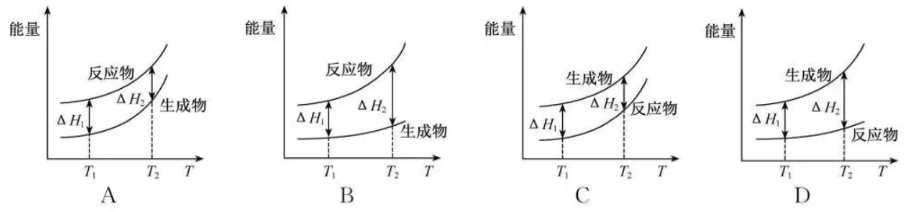 能量
反应物
ΔH₁
ΔH₂
生成物
T₁
T₂
T
A
能量
反应物
ΔH₁
ΔH₂
生成物
T₁
T₂
T
B
能量
生成物
ΔH₁
ΔH₂
反应物
T₁
T₂
T
C
能量
生成物
ΔH₁
ΔH₂
反应物
T₁
T₂
T
D